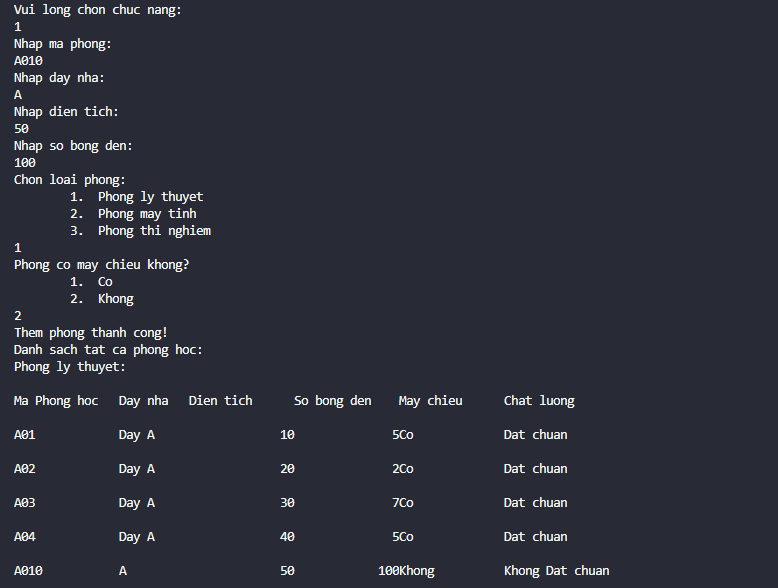 Vui long chon chuc nang:
1
Nhap ma phong:
A010
Nhap day nha:
A
Nhap dien tich:
50
Nhap so bong den:
100
Chon loai phong:
1. Phong ly thuyet
2. Phong may tinh
3. Phong thi nghiem
1
Phong co may chieu khong?
1. Co
2. Khong
2
Them phong thanh cong!
Danh sach tat ca phong hoc:
Phong ly thuyet:
Ma Phong hoc Day nha Dien tich So bong den May chieu Chat luong
A01 Day A 10 5Co Dat chuan
A02 Day A 20 2Co Dat chuan
A03 Day A 30 7Co Dat chuan
A04 Day A 40 5Co Dat chuan
A010 A 50 100Khong Khong Dat chuan